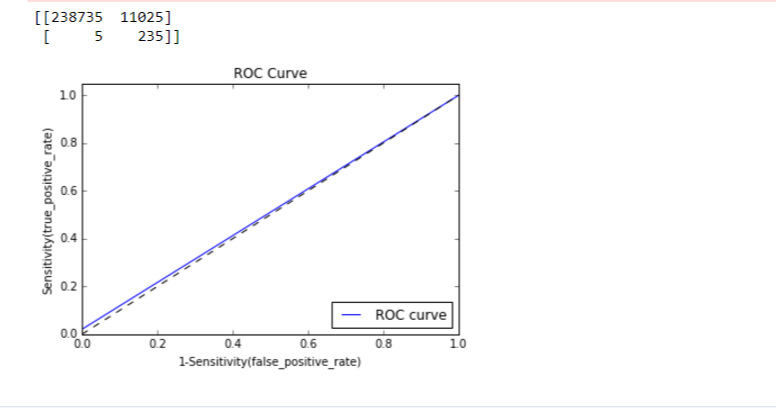 [[238735  11025]
 [     5    235]]
ROC Curve
1.0
0.8
0.6
0.4
0.2
0.0
Sensitivity(true_positive_rate)
ROC curve
0.0 0.2 0.4 0.6 0.8 1.0
1-Sensitivity(false_positive_rate)